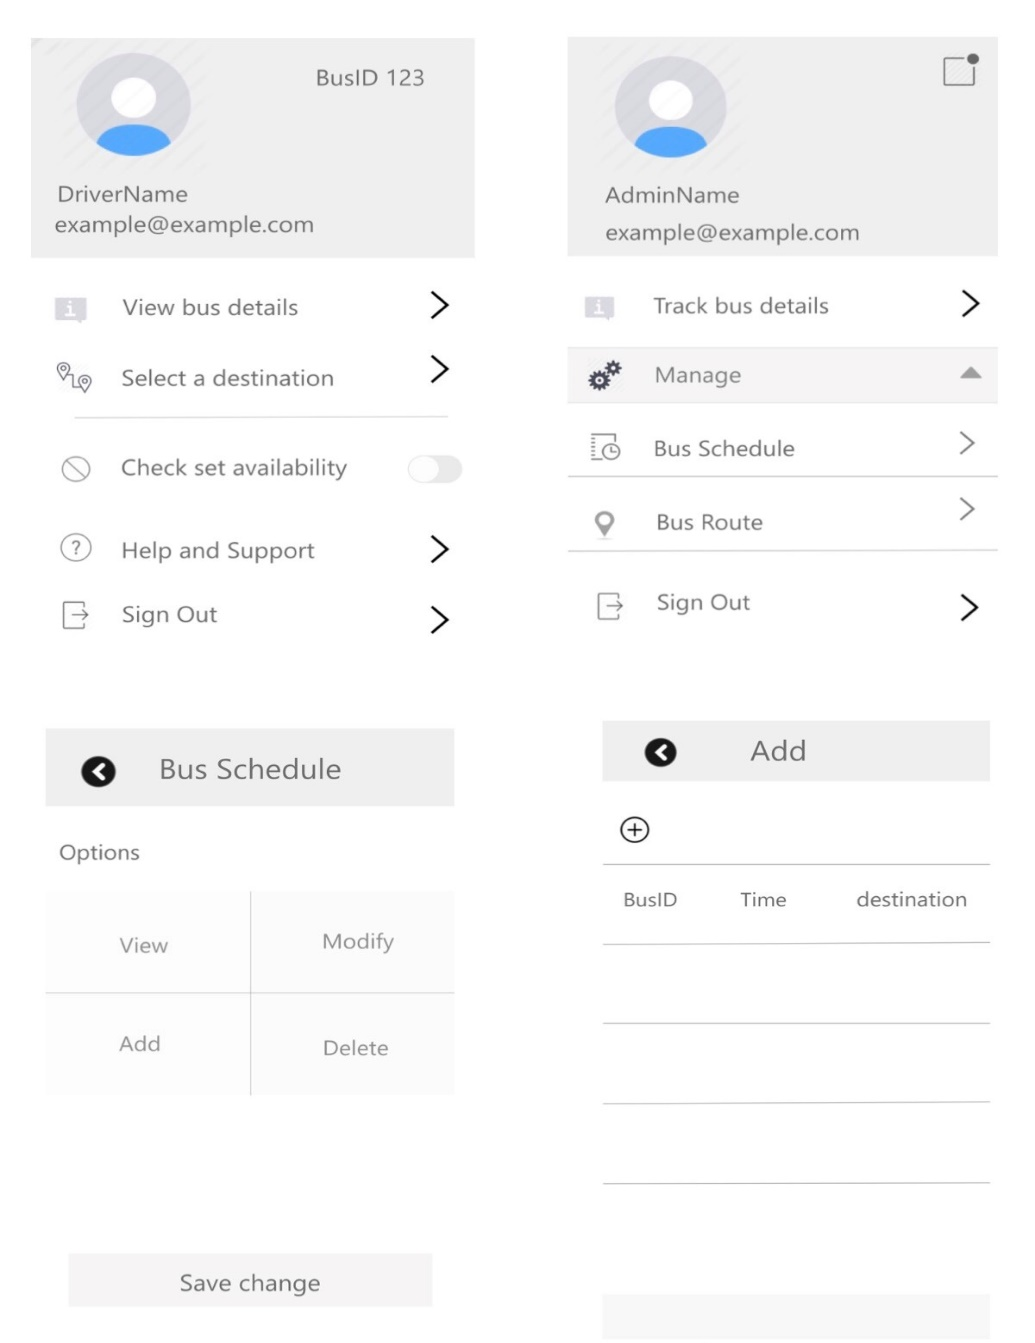 BusID 123
DriverName
example@example.com
View bus details
Select a destination
Check set availability
Help and Support
Sign Out
AdminName
example@example.com
Track bus details
Manage
Bus Schedule
Bus Route
Sign Out
Bus Schedule
Options
View Modify
Add Delete
Save change
Add
BusID Time destination